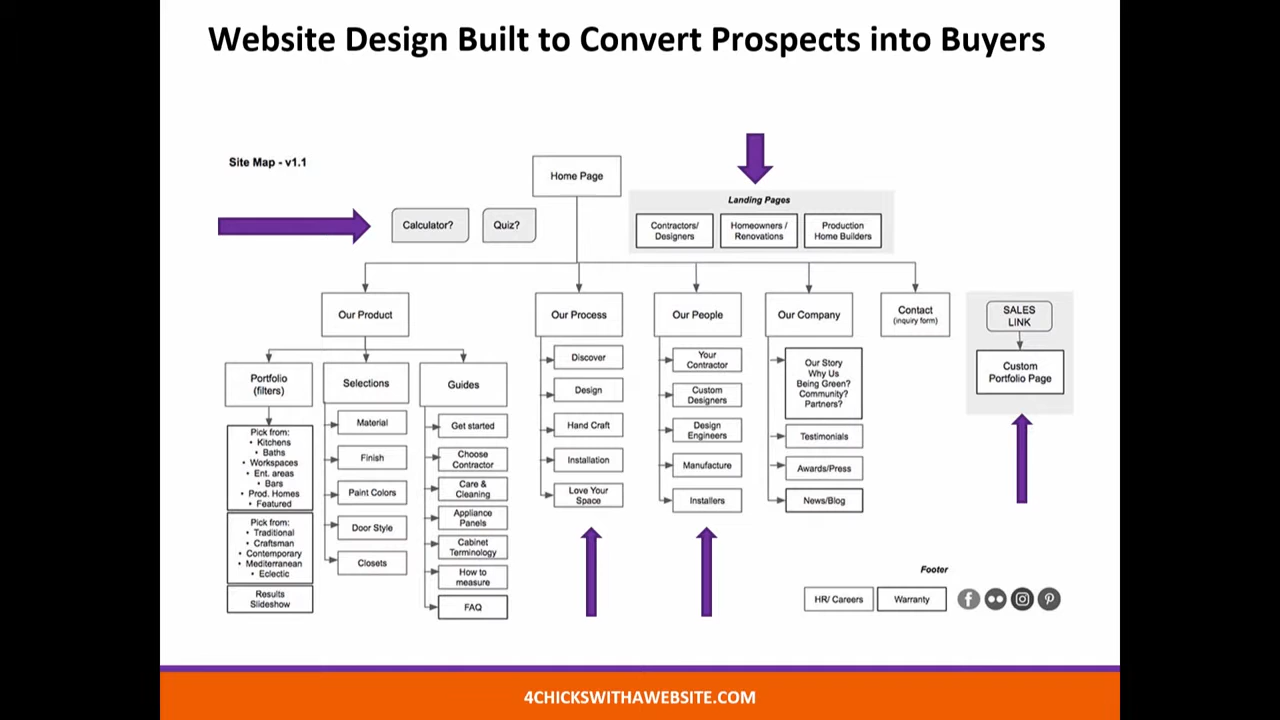 Website Design Built to Convert Prospects into Buyers
Site Map - v1.1
Home Page
Calculator?
Quiz?
Landing Pages
Contractors/
Designers
Homeowners /
Renovations
Production
Home Builders
Our Product
Our Process
Our People
Our Company
Contact
(inquiry form)
SALES
LINK
Custom
Portfolio Page
Portfolio
(filters)
Pick from:
• Kitchens
• Baths
• Workspaces
• Ent. areas
• Bars
• Prod. Homes
• Featured
Pick from:
• Traditional
• Craftsman
• Contemporary
• Mediterranean
• Eclectic
Results
Slideshow
Selections
Material
Finish
Paint Colors
Door Style
Closets
Guides
Get started
Choose
Contractor
Care &
Cleaning
Appliance
Panels
Cabinet
Terminology
How to
measure
FAQ
Discover
Design
Hand Craft
Installation
Love Your
Space
Your
Contractor
Custom
Designers
Design
Engineers
Manufacture
Installers
Our Story
Why Us
Being Green?
Community?
Partners?
Testimonials
Awards/Press
News/Blog
Footer
HR/ Careers
Warranty
4CHICKSWITHAWEBSITE.COM